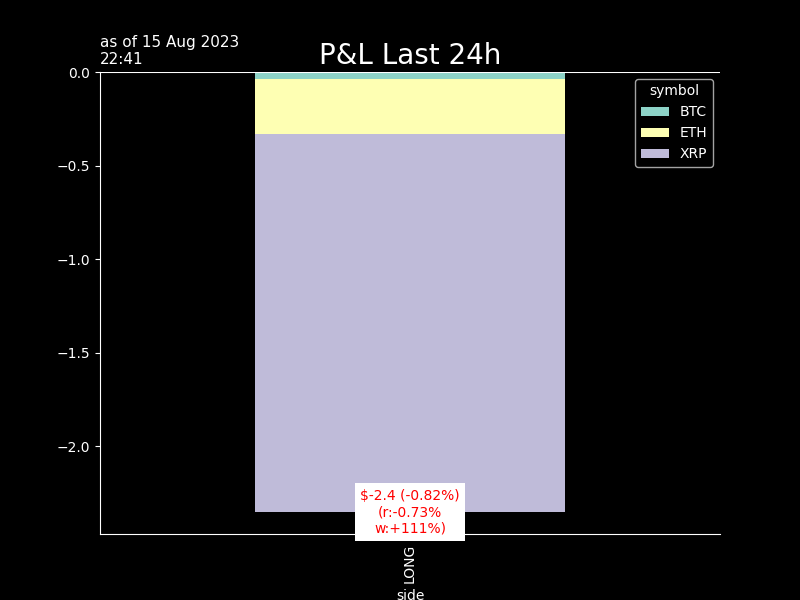 as of 15 Aug 2023
22:41
P&L Last 24h
symbol
BTC
ETH
XRP
0.0
−0.5
−1.0
−1.5
−2.0
$-2.4 (-0.82%)
(r:-0.73%
w:+111%)
LONG
side